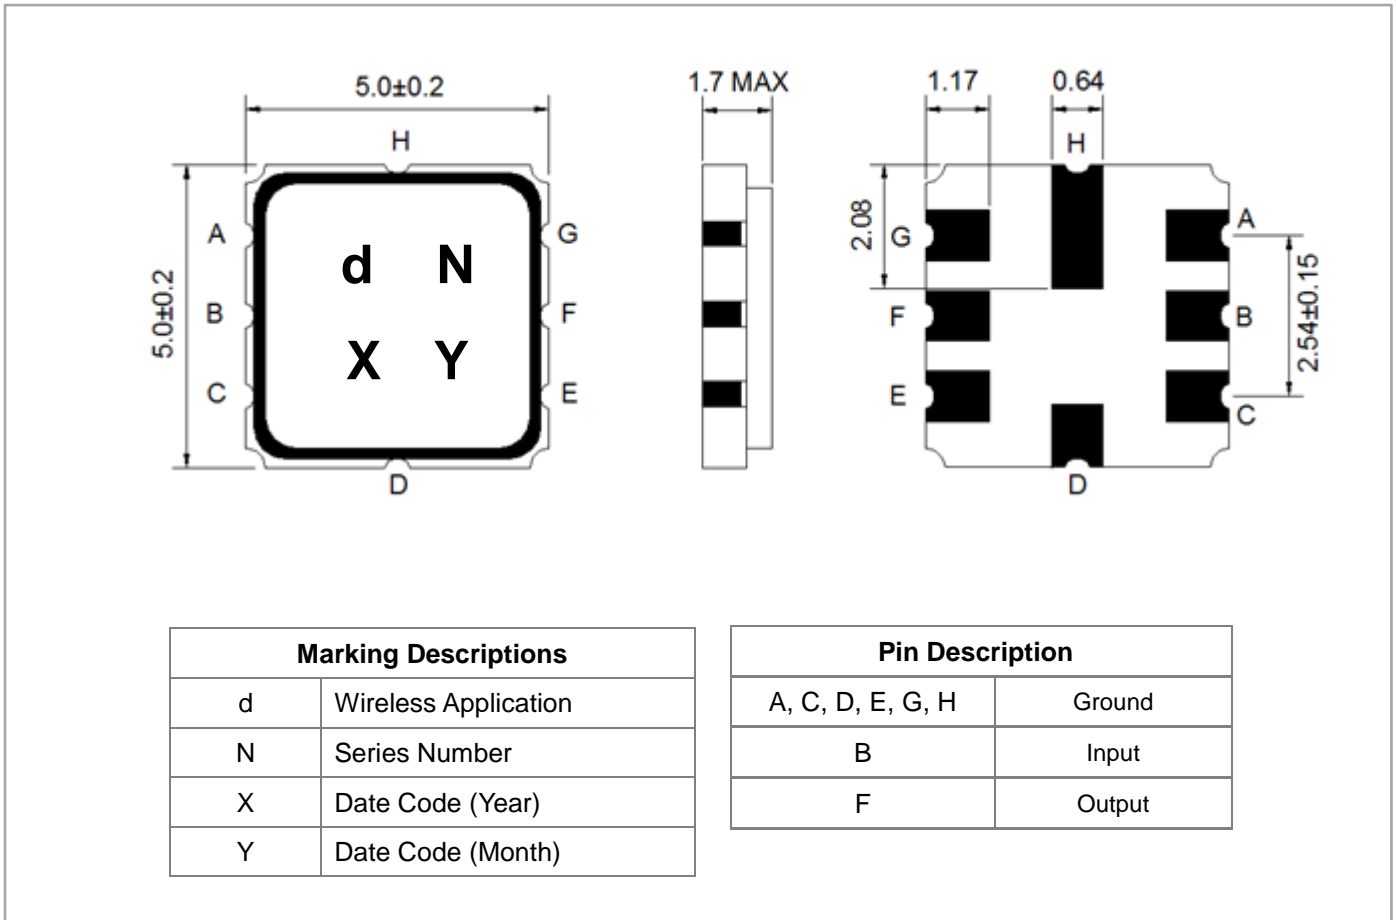 5.0±0.2
1.7 MAX
1.17
0.64
H
H
A
G
2.08
G
A
d N
5.0±0.2
B
F
F
B
2.54±0.15
X Y
C
E
E
C
D
D
Marking Descriptions
d Wireless Application
N Series Number
X Date Code (Year)
Y Date Code (Month)
Pin Description
A, C, D, E, G, H Ground
B Input
F Output